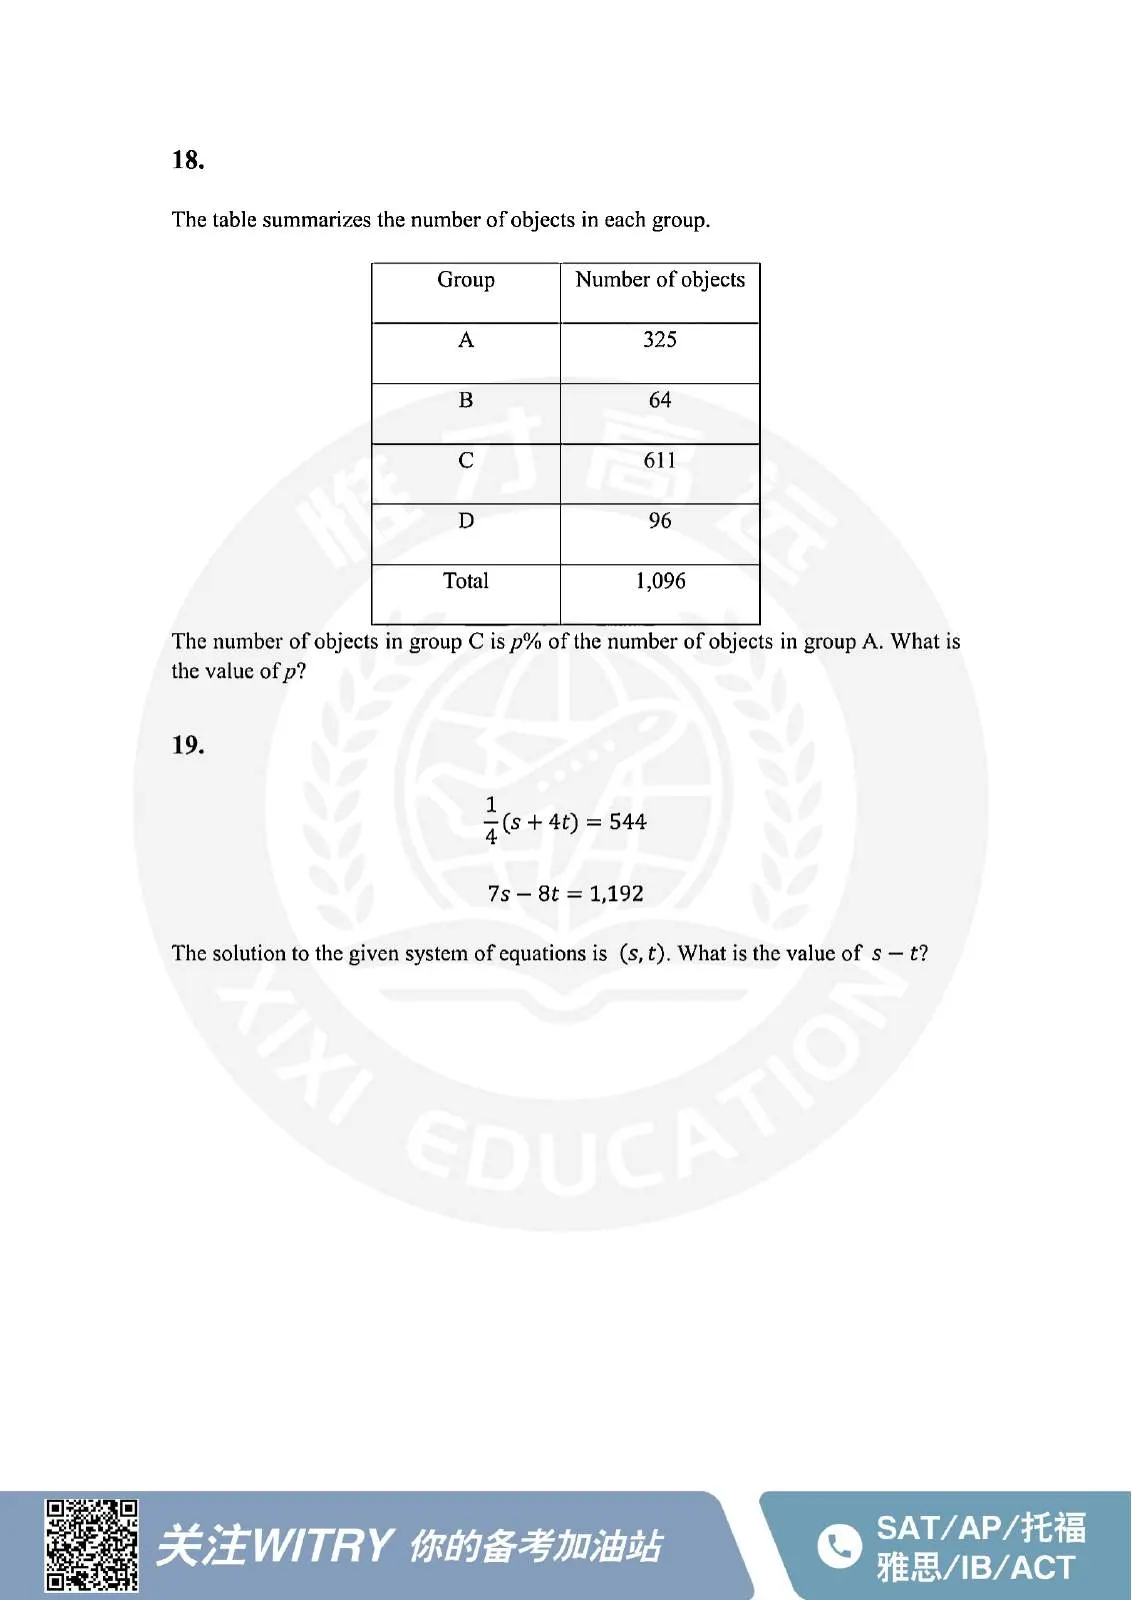 18.
The table summarizes the number of objects in each group.
Group Number of objects
A 325
B 64
C 611
D 96
Total 1,096
The number of objects in group C is p% of the number of objects in group A. What is
the value of p?
19.
1/4 (s + 4t) = 544
7s − 8t = 1,192
The solution to the given system of equations is (s, t). What is the value of s − t?
惟才高远
XIXI EDUCATION
关注WITRY 你的备考加油站
SAT/AP/托福
雅思/IB/ACT